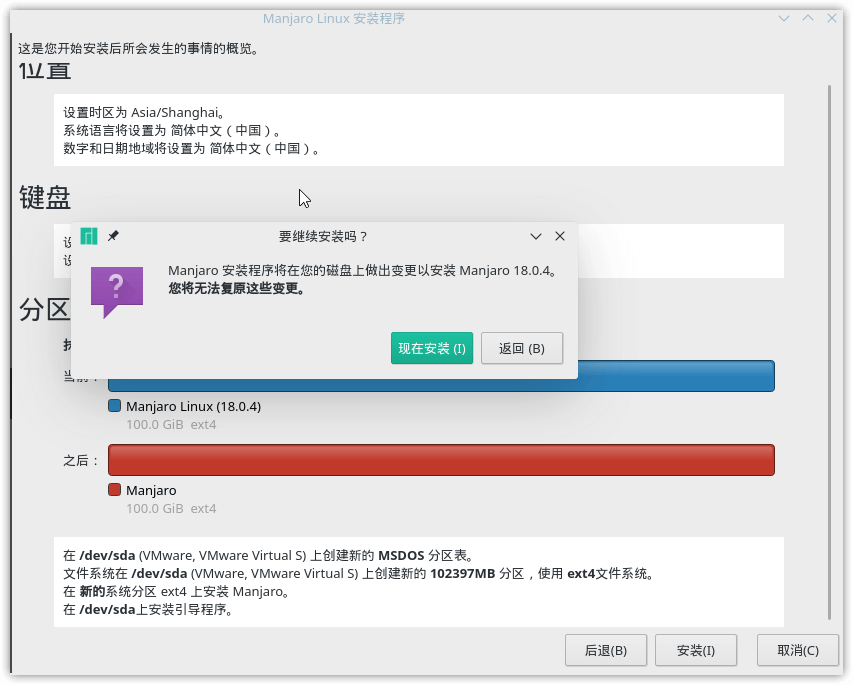 Manjaro Linux 安装程序
这是您开始安装后所会发生的事情的概览。
位置
设置时区为 Asia/Shanghai。
系统语言将设置为 简体中文 ( 中国 ) 。
数字和日期地域将设置为 简体中文 ( 中国 ) 。
键盘
要继续安装吗？
Manjaro 安装程序将在您的磁盘上做出变更以安装 Manjaro 18.0.4。
您将无法复原这些变更。
现在安装 (I)
返回 (B)
分区
当前：
Manjaro Linux (18.0.4)
100.0 GiB ext4
之后：
Manjaro
100.0 GiB ext4
在 /dev/sda (VMware, VMware Virtual S) 上创建新的 MSDOS 分区表。
文件系统在 /dev/sda (VMware, VMware Virtual S) 上创建新的 102397MB 分区，使用 ext4文件系统。
在 新的系统分区 ext4 上安装 Manjaro。
在 /dev/sda上安装引导程序。
后退(B)
安装(I)
取消(C)